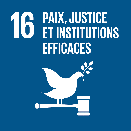 16 PAIX, JUSTICE
ET INSTITUTIONS
EFFICACES